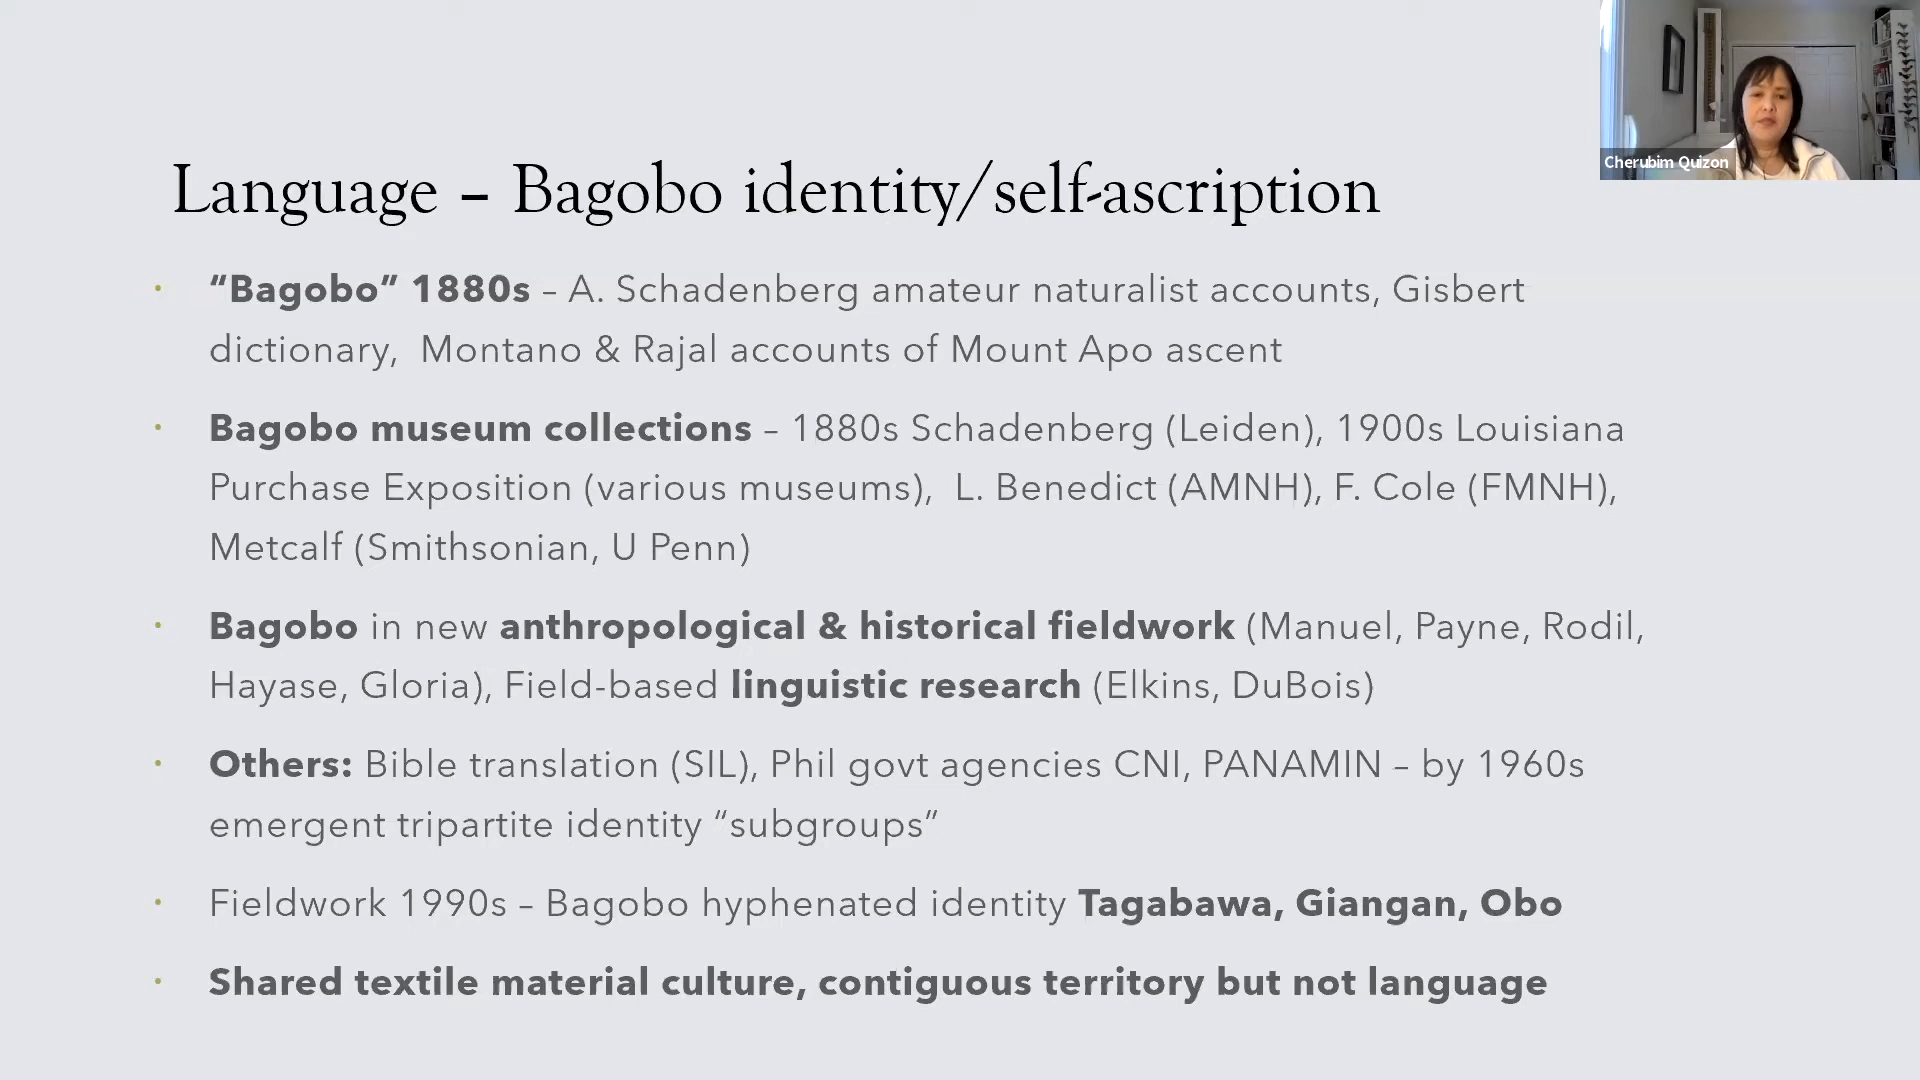 Cherubim Quizon
Language – Bagobo identity/self-ascription
• “Bagobo” 1880s – A. Schadenberg amateur naturalist accounts, Gisbert
dictionary,  Montano & Rajal accounts of Mount Apo ascent
• Bagobo museum collections – 1880s Schadenberg (Leiden), 1900s Louisiana
Purchase Exposition (various museums),  L. Benedict (AMNH), F. Cole (FMNH),
Metcalf (Smithsonian, U Penn)
• Bagobo in new anthropological & historical fieldwork (Manuel, Payne, Rodil,
Hayase, Gloria), Field-based linguistic research (Elkins, DuBois)
• Others: Bible translation (SIL), Phil govt agencies CNI, PANAMIN – by 1960s
emergent tripartite identity “subgroups”
• Fieldwork 1990s – Bagobo hyphenated identity Tagabawa, Giangan, Obo
• Shared textile material culture, contiguous territory but not language